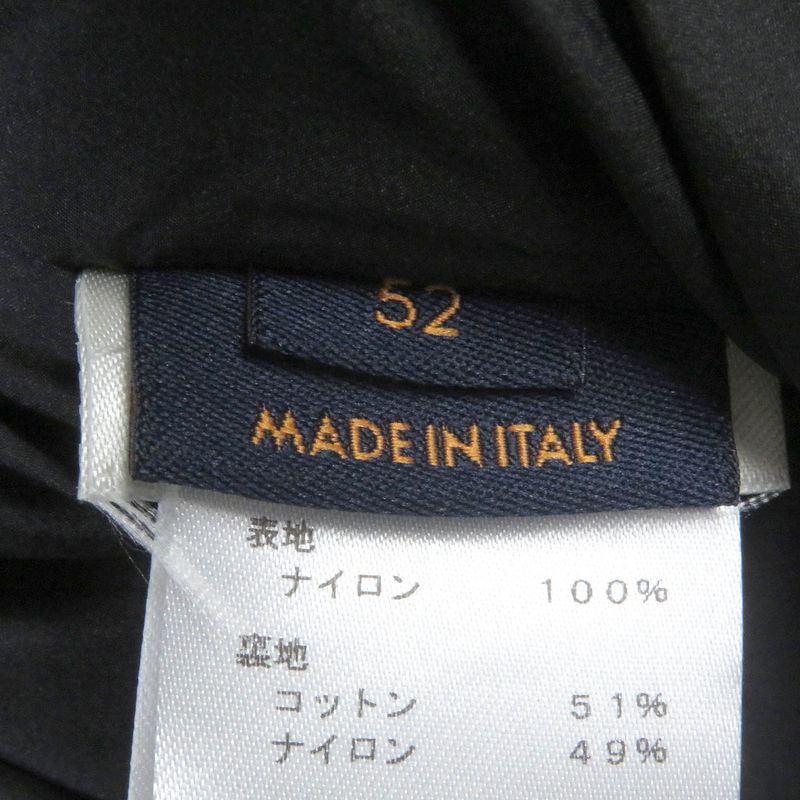 52
MADE IN ITALY
表地
ナイロン 100%
裏地
コットン 51%
ナイロン 49%